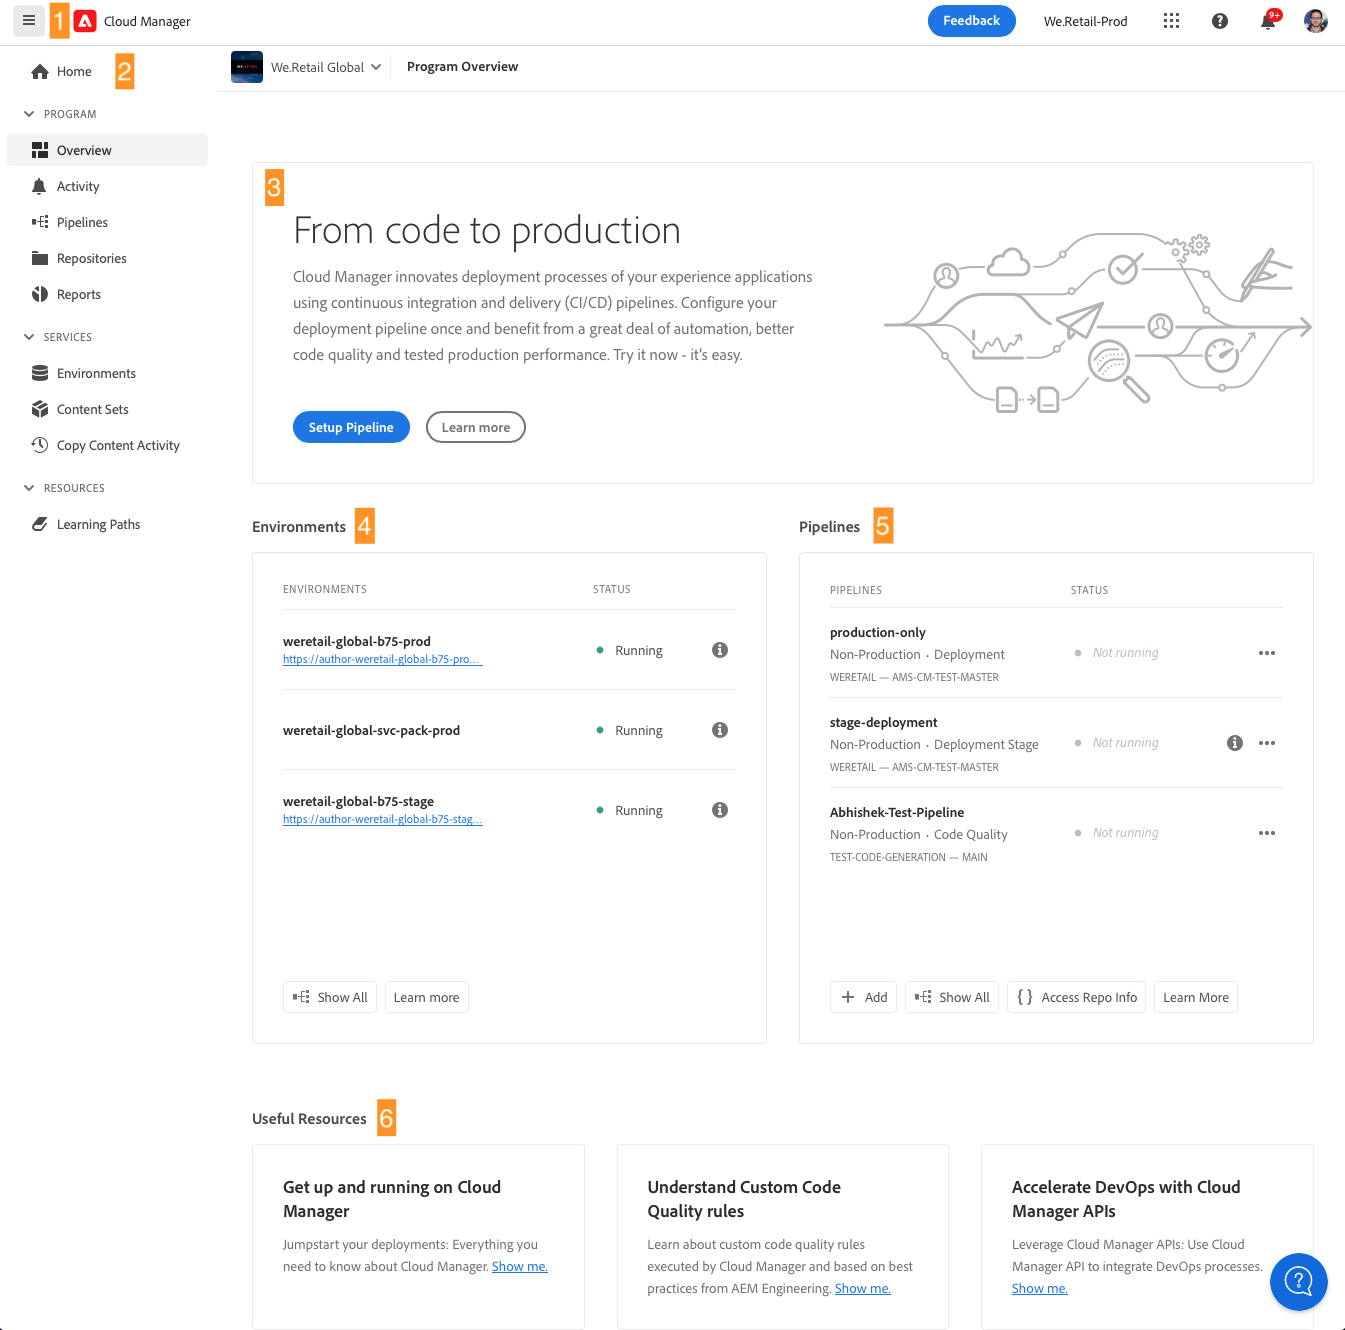 1 Cloud Manager
Feedback
We.Retail-Prod
9+
Home
2
PROGRAM
Overview
Activity
Pipelines
Repositories
Reports
SERVICES
Environments
Content Sets
Copy Content Activity
RESOURCES
Learning Paths
We.Retail Global
Program Overview
3
From code to production
Cloud Manager innovates deployment processes of your experience applications
using continuous integration and delivery (CI/CD) pipelines. Configure your
deployment pipeline once and benefit from a great deal of automation, better
code quality and tested production performance. Try it now - it's easy.
Setup Pipeline
Learn more
Environments 4
ENVIRONMENTS STATUS
weretail-global-b75-prod
https://author-weretail-global-b75-pro...
Running
weretail-global-svc-pack-prod
Running
weretail-global-b75-stage
https://author-weretail-global-b75-stag...
Running
Show All
Learn more
Pipelines 5
PIPELINES STATUS
production-only
Non-Production · Deployment
WERETAIL — AMS-CM-TEST-MASTER
Not running
stage-deployment
Non-Production · Deployment Stage
WERETAIL — AMS-CM-TEST-MASTER
Not running
Abhishek-Test-Pipeline
Non-Production · Code Quality
TEST-CODE-GENERATION — MAIN
Not running
Add
Show All
Access Repo Info
Learn More
Useful Resources 6
Get up and running on Cloud
Manager
Jumpstart your deployments: Everything you
need to know about Cloud Manager. Show me.
Understand Custom Code
Quality rules
Learn about custom code quality rules
executed by Cloud Manager and based on best
practices from AEM Engineering. Show me.
Accelerate DevOps with Cloud
Manager APIs
Leverage Cloud Manager APIs: Use Cloud
Manager API to integrate DevOps processes.
Show me.